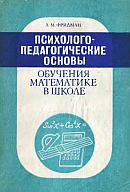 Л. М. ФРИДМАН
ПСИХОЛОГО-
ПЕДАГОГИЧЕСКИЕ
ОСНОВЫ
ОБУЧЕНИЯ
МАТЕМАТИКЕ
В ШКОЛЕ